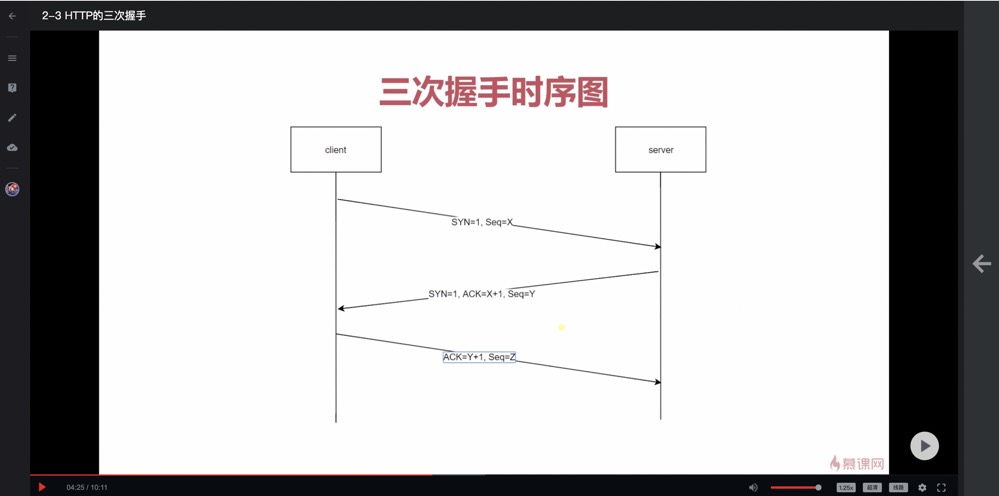 2-3 HTTP的三次握手
三次握手时序图
client
server
SYN=1, Seq=X
SYN=1, ACK=X+1, Seq=Y
ACK=Y+1, Seq=Z
慕课网
04:25 / 10:11
1.25x
超清
线路